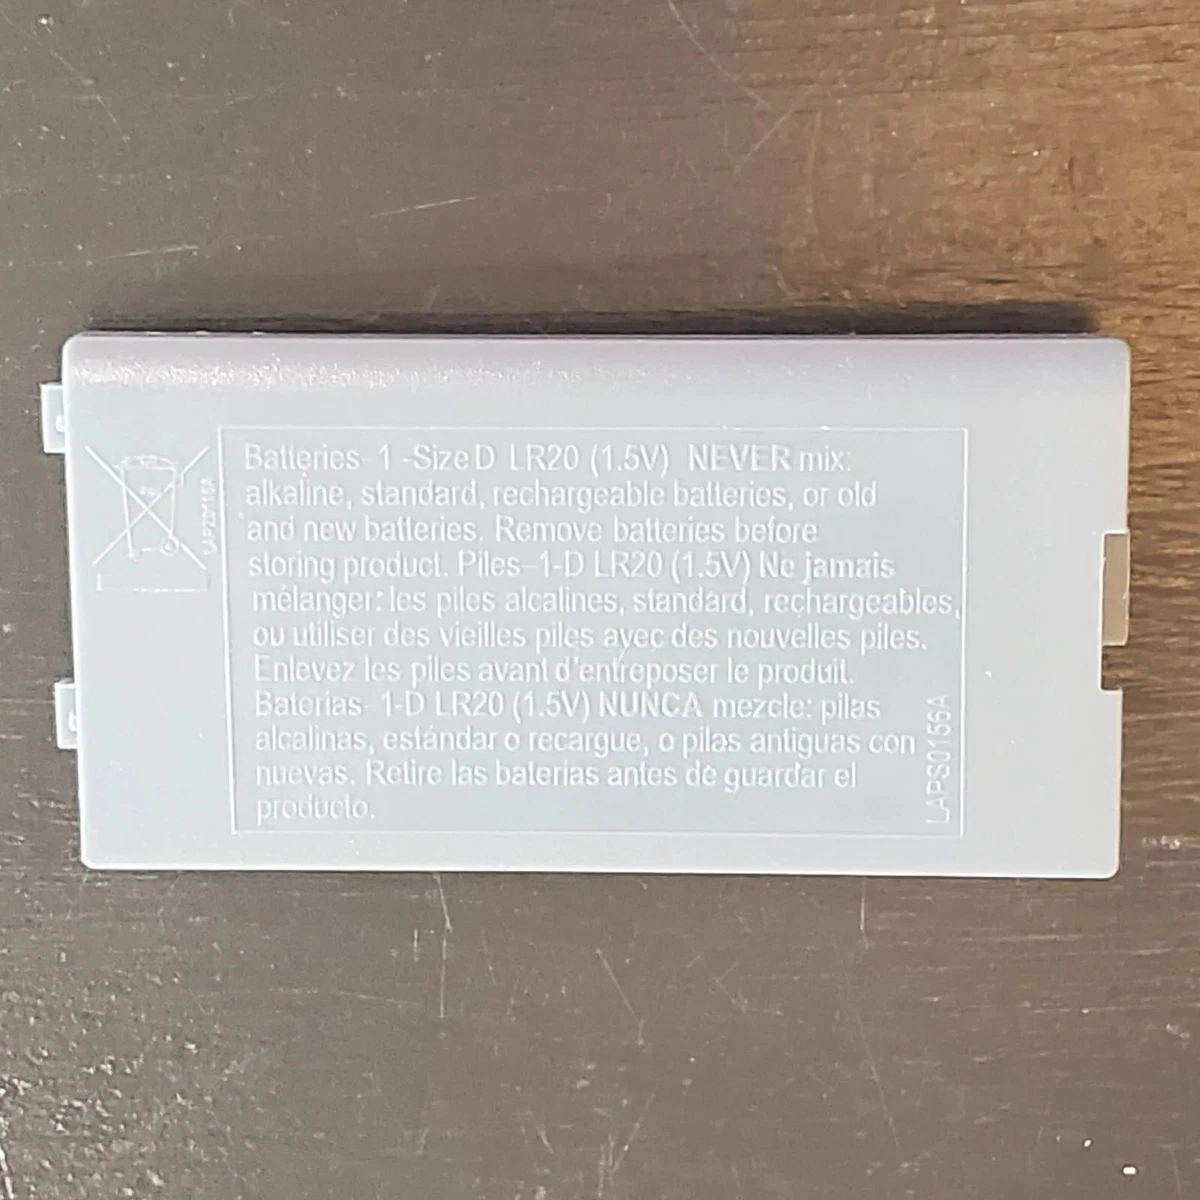 Batteries- 1 -Size D LR20 (1.5V) NEVER mix:
alkaline, standard, rechargeable batteries, or old
and new batteries. Remove batteries before
storing product. Piles-1-D LR20 (1.5V) Ne jamais
mélanger: les piles alcalines, standard, rechargeables,
ou utiliser des vieilles piles avec des nouvelles piles.
Enlevez les piles avant d'entreposer le produit.
Baterias- 1-D LR20 (1.5V) NUNCA mezcle: pilas
alcalinas, estándar o recargue, o pilas antiguas con
nuevas. Retire las baterías antes de guardar el
producto.
LAPS0156A